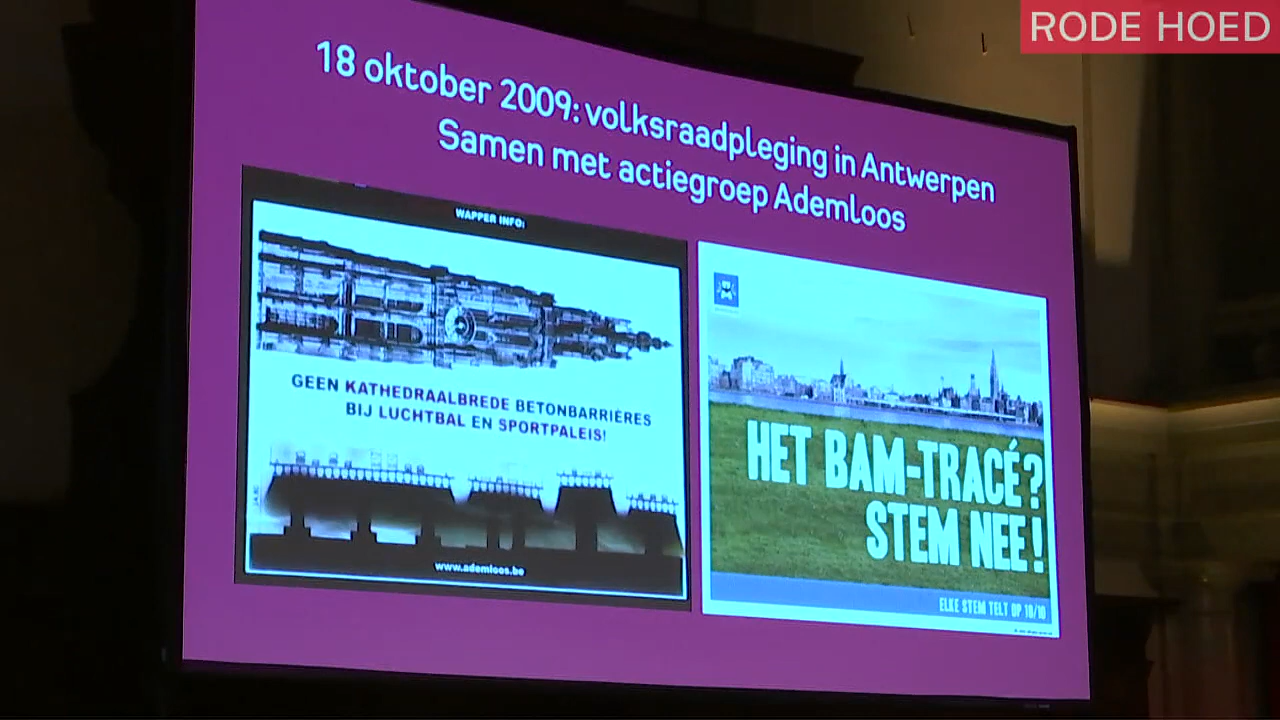 RODE HOED
18 oktober 2009: volksraadpleging in Antwerpen
Samen met actiegroep Ademloos
WAPPER INFO:
GEEN KATHEDRAALBREDE BETONBARRIÈRES
BIJ LUCHTBAL EN SPORTPALEIS!
www.ademloos.be
HET BAM-TRACÉ?
STEM NEE!
ELKE STEM TELT OP 18/10